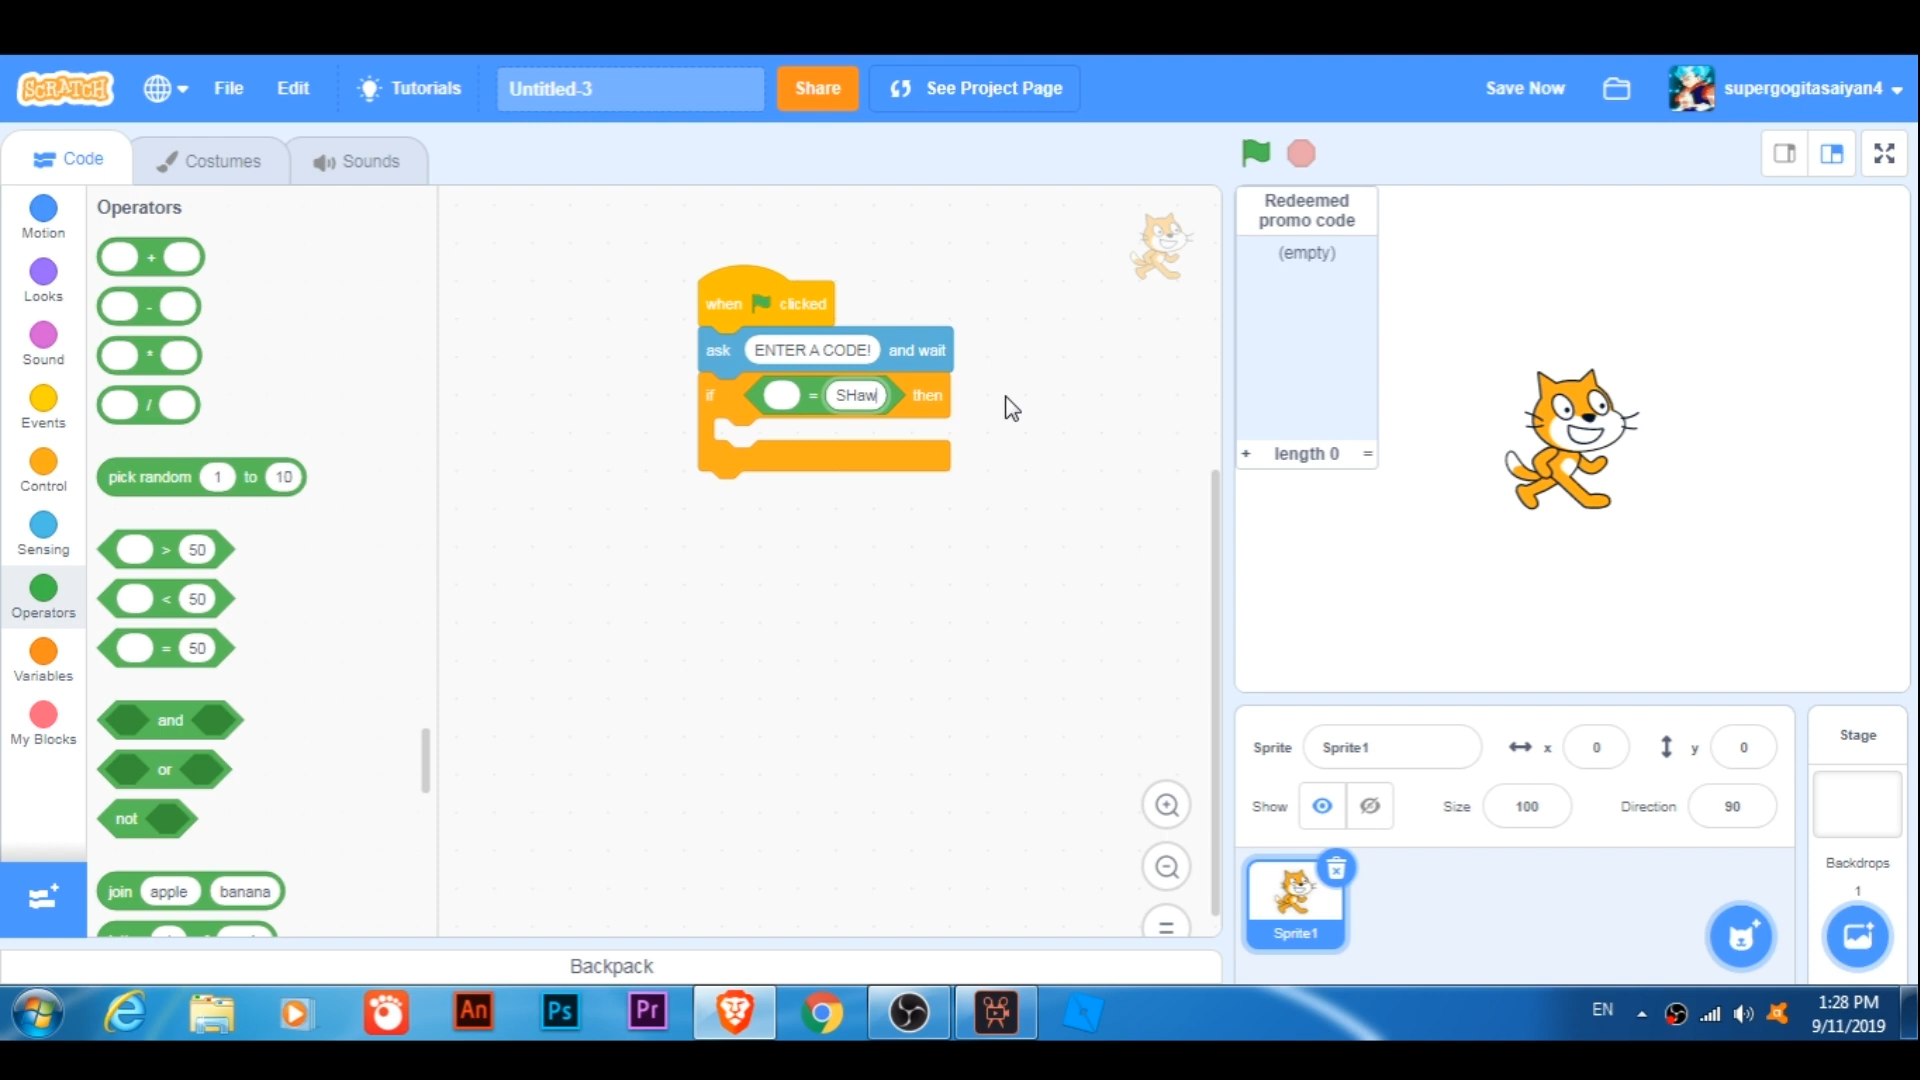 SCRATCH
File
Edit
Tutorials
Untitled-3
Share
See Project Page
Save Now
supergogitasaiyan4
Code
Costumes
Sounds
Motion
Looks
Sound
Events
Control
Sensing
Operators
Variables
My Blocks
Operators
+
-
*
/
pick random 1 to 10
> 50
< 50
= 50
and
or
not
join apple banana
when clicked
ask ENTER A CODE! and wait
if = SHaw then
Redeemed
promo code
(empty)
+ length 0 =
Sprite Sprite1 x 0 y 0
Show Size 100 Direction 90
Sprite1
Stage
Backdrops
1
Backpack
An
Ps
Pr
EN
1:28 PM
9/11/2019